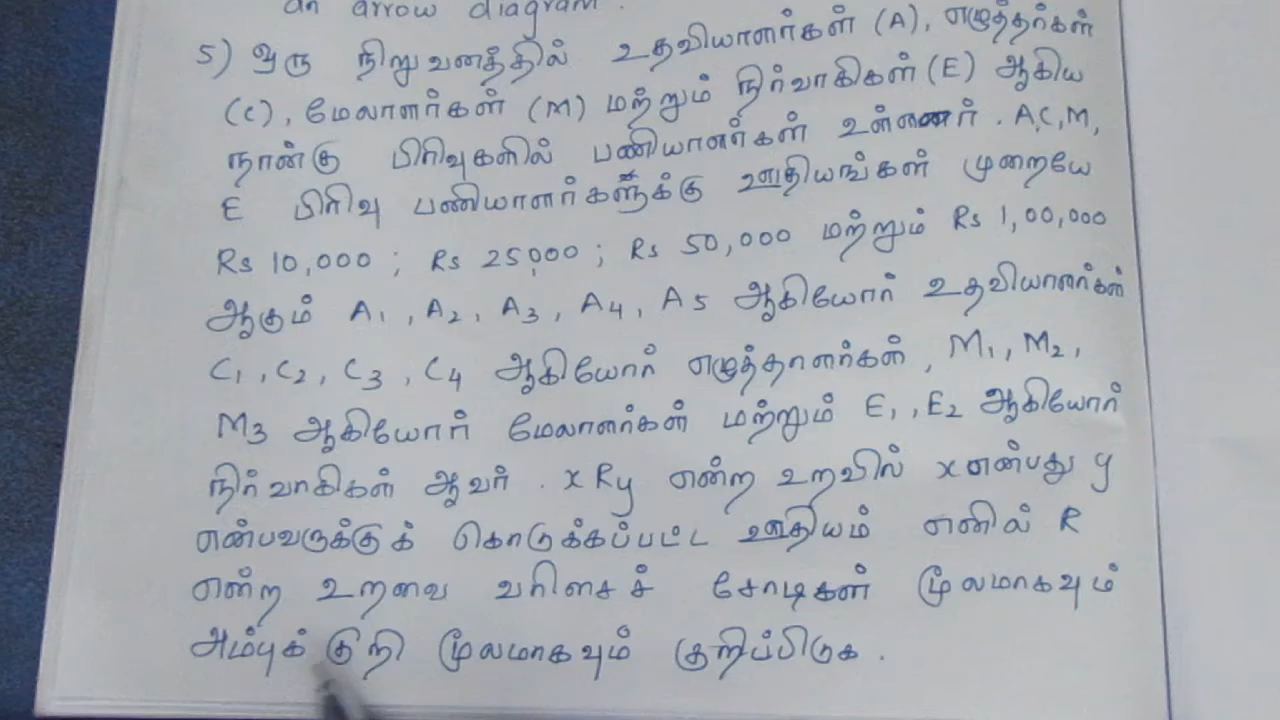 an arrow diagram.
5) ஒரு நிறுவனத்தில் உதவியாளர்கள் (A), எழுத்தர்கள்
(C), மேலாளர்கள் (M) மற்றும் நிர்வாகிகள் (E) ஆகிய
நான்கு பிரிவுகளில் பணியாளர்கள் உள்ளனர். A, C, M,
E பிரிவு பணியாளர்களுக்கு ஊதியங்கள் முறையே
Rs 10,000 ; Rs 25,000 ; Rs 50,000 மற்றும் Rs 1,00,000
ஆகும் A1, A2, A3, A4, A5 ஆகியோர் உதவியாளர்கள்
C1, C2, C3, C4 ஆகியோர் எழுத்தாளர்கள், M1, M2,
M3 ஆகியோர் மேலாளர்கள் மற்றும் E1, E2 ஆகியோர்
நிர்வாகிகள் ஆவர். xRy என்ற உறவில் x என்பது y
என்பவருக்குக் கொடுக்கப்பட்ட ஊதியம் எனில் R
என்ற உறவை வரிசைச் சோடிகள் மூலமாகவும்
அம்புக் குறி மூலமாகவும் குறிப்பிடுக.